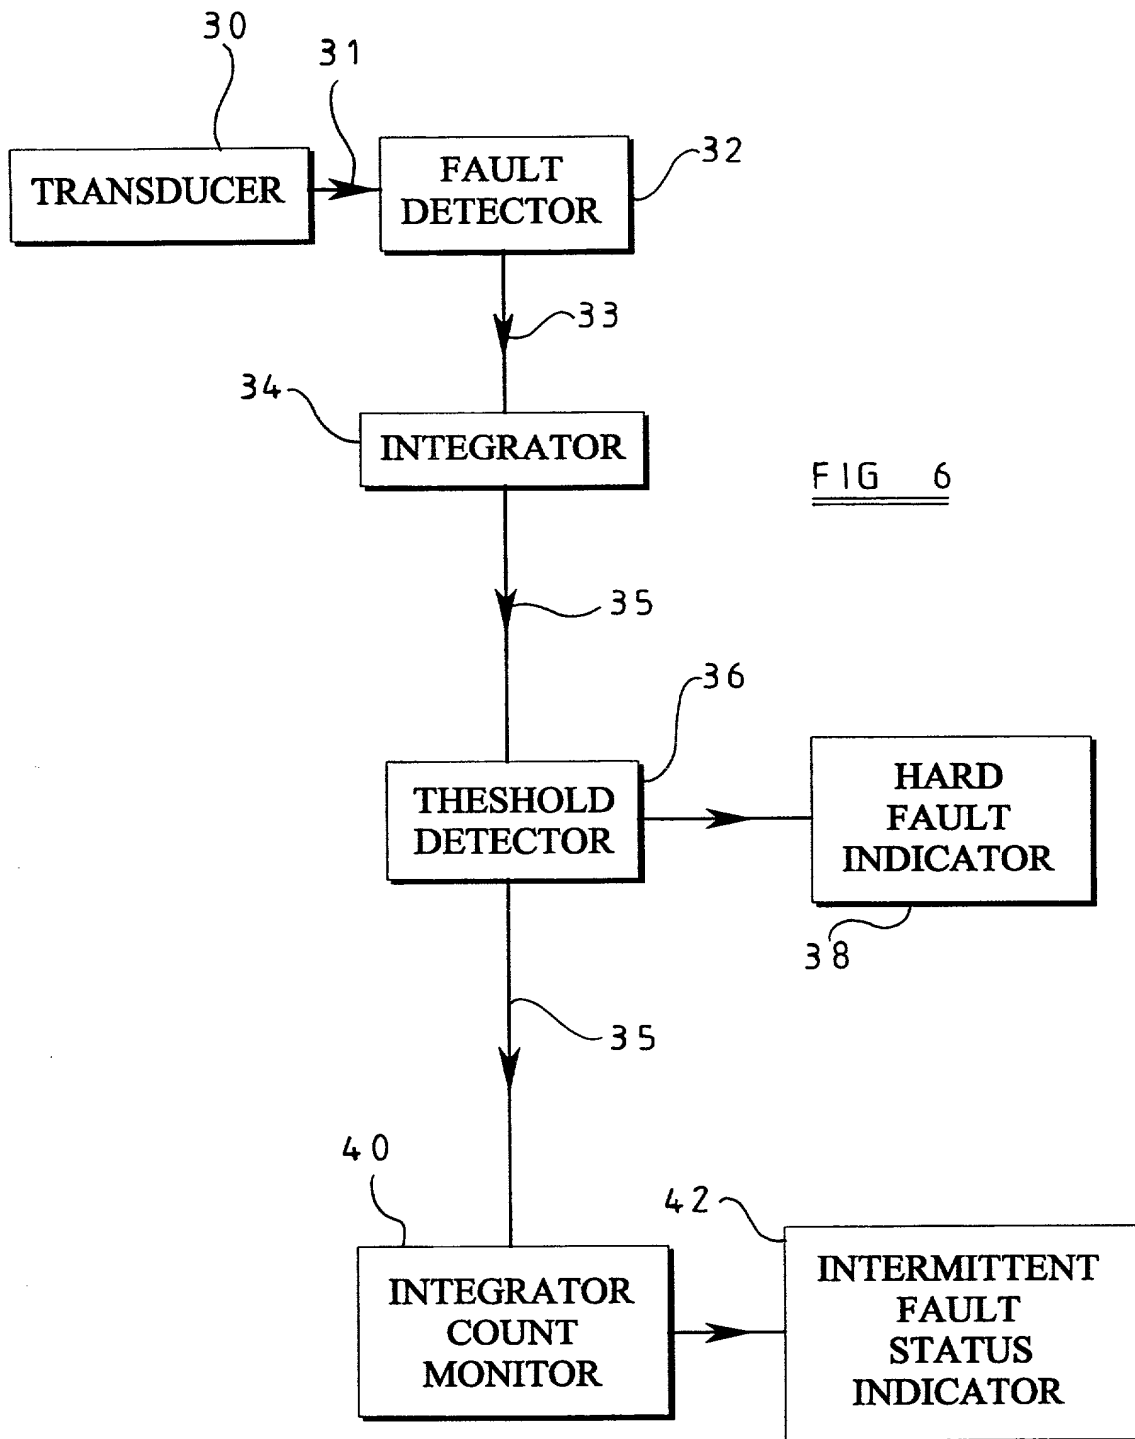 30
31
TRANSDUCER
FAULT
DETECTOR
32
33
34
INTEGRATOR
FIG 6
35
36
THESHOLD
DETECTOR
HARD
FAULT
INDICATOR
38
35
40
42
INTEGRATOR
COUNT
MONITOR
INTERMITTENT
FAULT
STATUS
INDICATOR